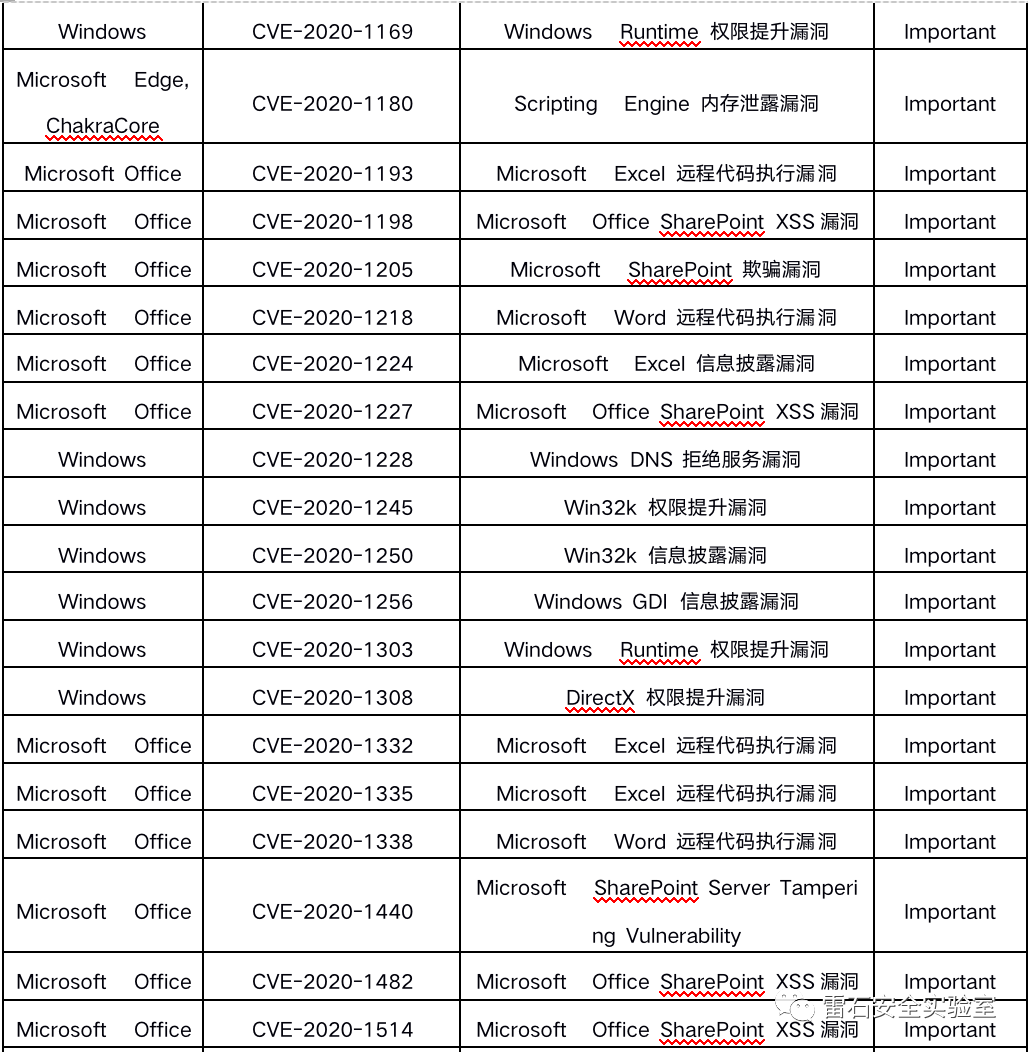 Windows CVE-2020-1169 Windows Runtime 权限提升漏洞 Important
Microsoft Edge,
ChakraCore
CVE-2020-1180 Scripting Engine 内存泄露漏洞 Important
Microsoft Office CVE-2020-1193 Microsoft Excel 远程代码执行漏洞 Important
Microsoft Office CVE-2020-1198 Microsoft Office SharePoint XSS 漏洞 Important
Microsoft Office CVE-2020-1205 Microsoft SharePoint 欺骗漏洞 Important
Microsoft Office CVE-2020-1218 Microsoft Word 远程代码执行漏洞 Important
Microsoft Office CVE-2020-1224 Microsoft Excel 信息披露漏洞 Important
Microsoft Office CVE-2020-1227 Microsoft Office SharePoint XSS 漏洞 Important
Windows CVE-2020-1228 Windows DNS 拒绝服务漏洞 Important
Windows CVE-2020-1245 Win32k 权限提升漏洞 Important
Windows CVE-2020-1250 Win32k 信息披露漏洞 Important
Windows CVE-2020-1256 Windows GDI 信息披露漏洞 Important
Windows CVE-2020-1303 Windows Runtime 权限提升漏洞 Important
Windows CVE-2020-1308 DirectX 权限提升漏洞 Important
Microsoft Office CVE-2020-1332 Microsoft Excel 远程代码执行漏洞 Important
Microsoft Office CVE-2020-1335 Microsoft Excel 远程代码执行漏洞 Important
Microsoft Office CVE-2020-1338 Microsoft Word 远程代码执行漏洞 Important
Microsoft Office CVE-2020-1440 Microsoft SharePoint Server Tamperi
ng Vulnerability
Important
Microsoft Office CVE-2020-1482 Microsoft Office SharePoint XSS 漏洞 Important
雷石安全实验室
Microsoft Office CVE-2020-1514 Microsoft Office SharePoint XSS 漏洞 Important